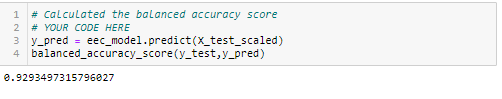 1 # Calculated the balanced accuracy score
2 # YOUR CODE HERE
3 y_pred = eec_model.predict(X_test_scaled)
4 balanced_accuracy_score(y_test,y_pred)
0.9293497315796027